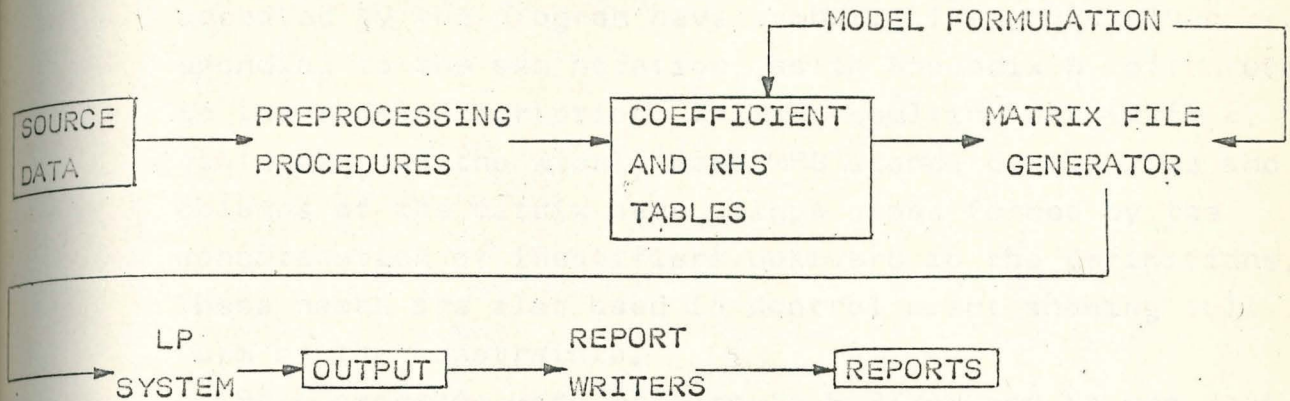 MODEL FORMULATION
SOURCE DATA
PREPROCESSING PROCEDURES
COEFFICIENT AND RHS TABLES
MATRIX FILE GENERATOR
LP SYSTEM
OUTPUT
REPORT WRITERS
REPORTS